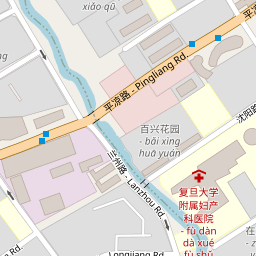 xiǎo qū
平凉路 - Pingliang Rd.
沈阳路
百兴花园
- bǎi xìng
huā yuán
兰州路 - Lanzhou Rd.
复旦大学
附属妇产
科医院
- fù dàn
dà xué
fù shǔ
Longjiang Rd.